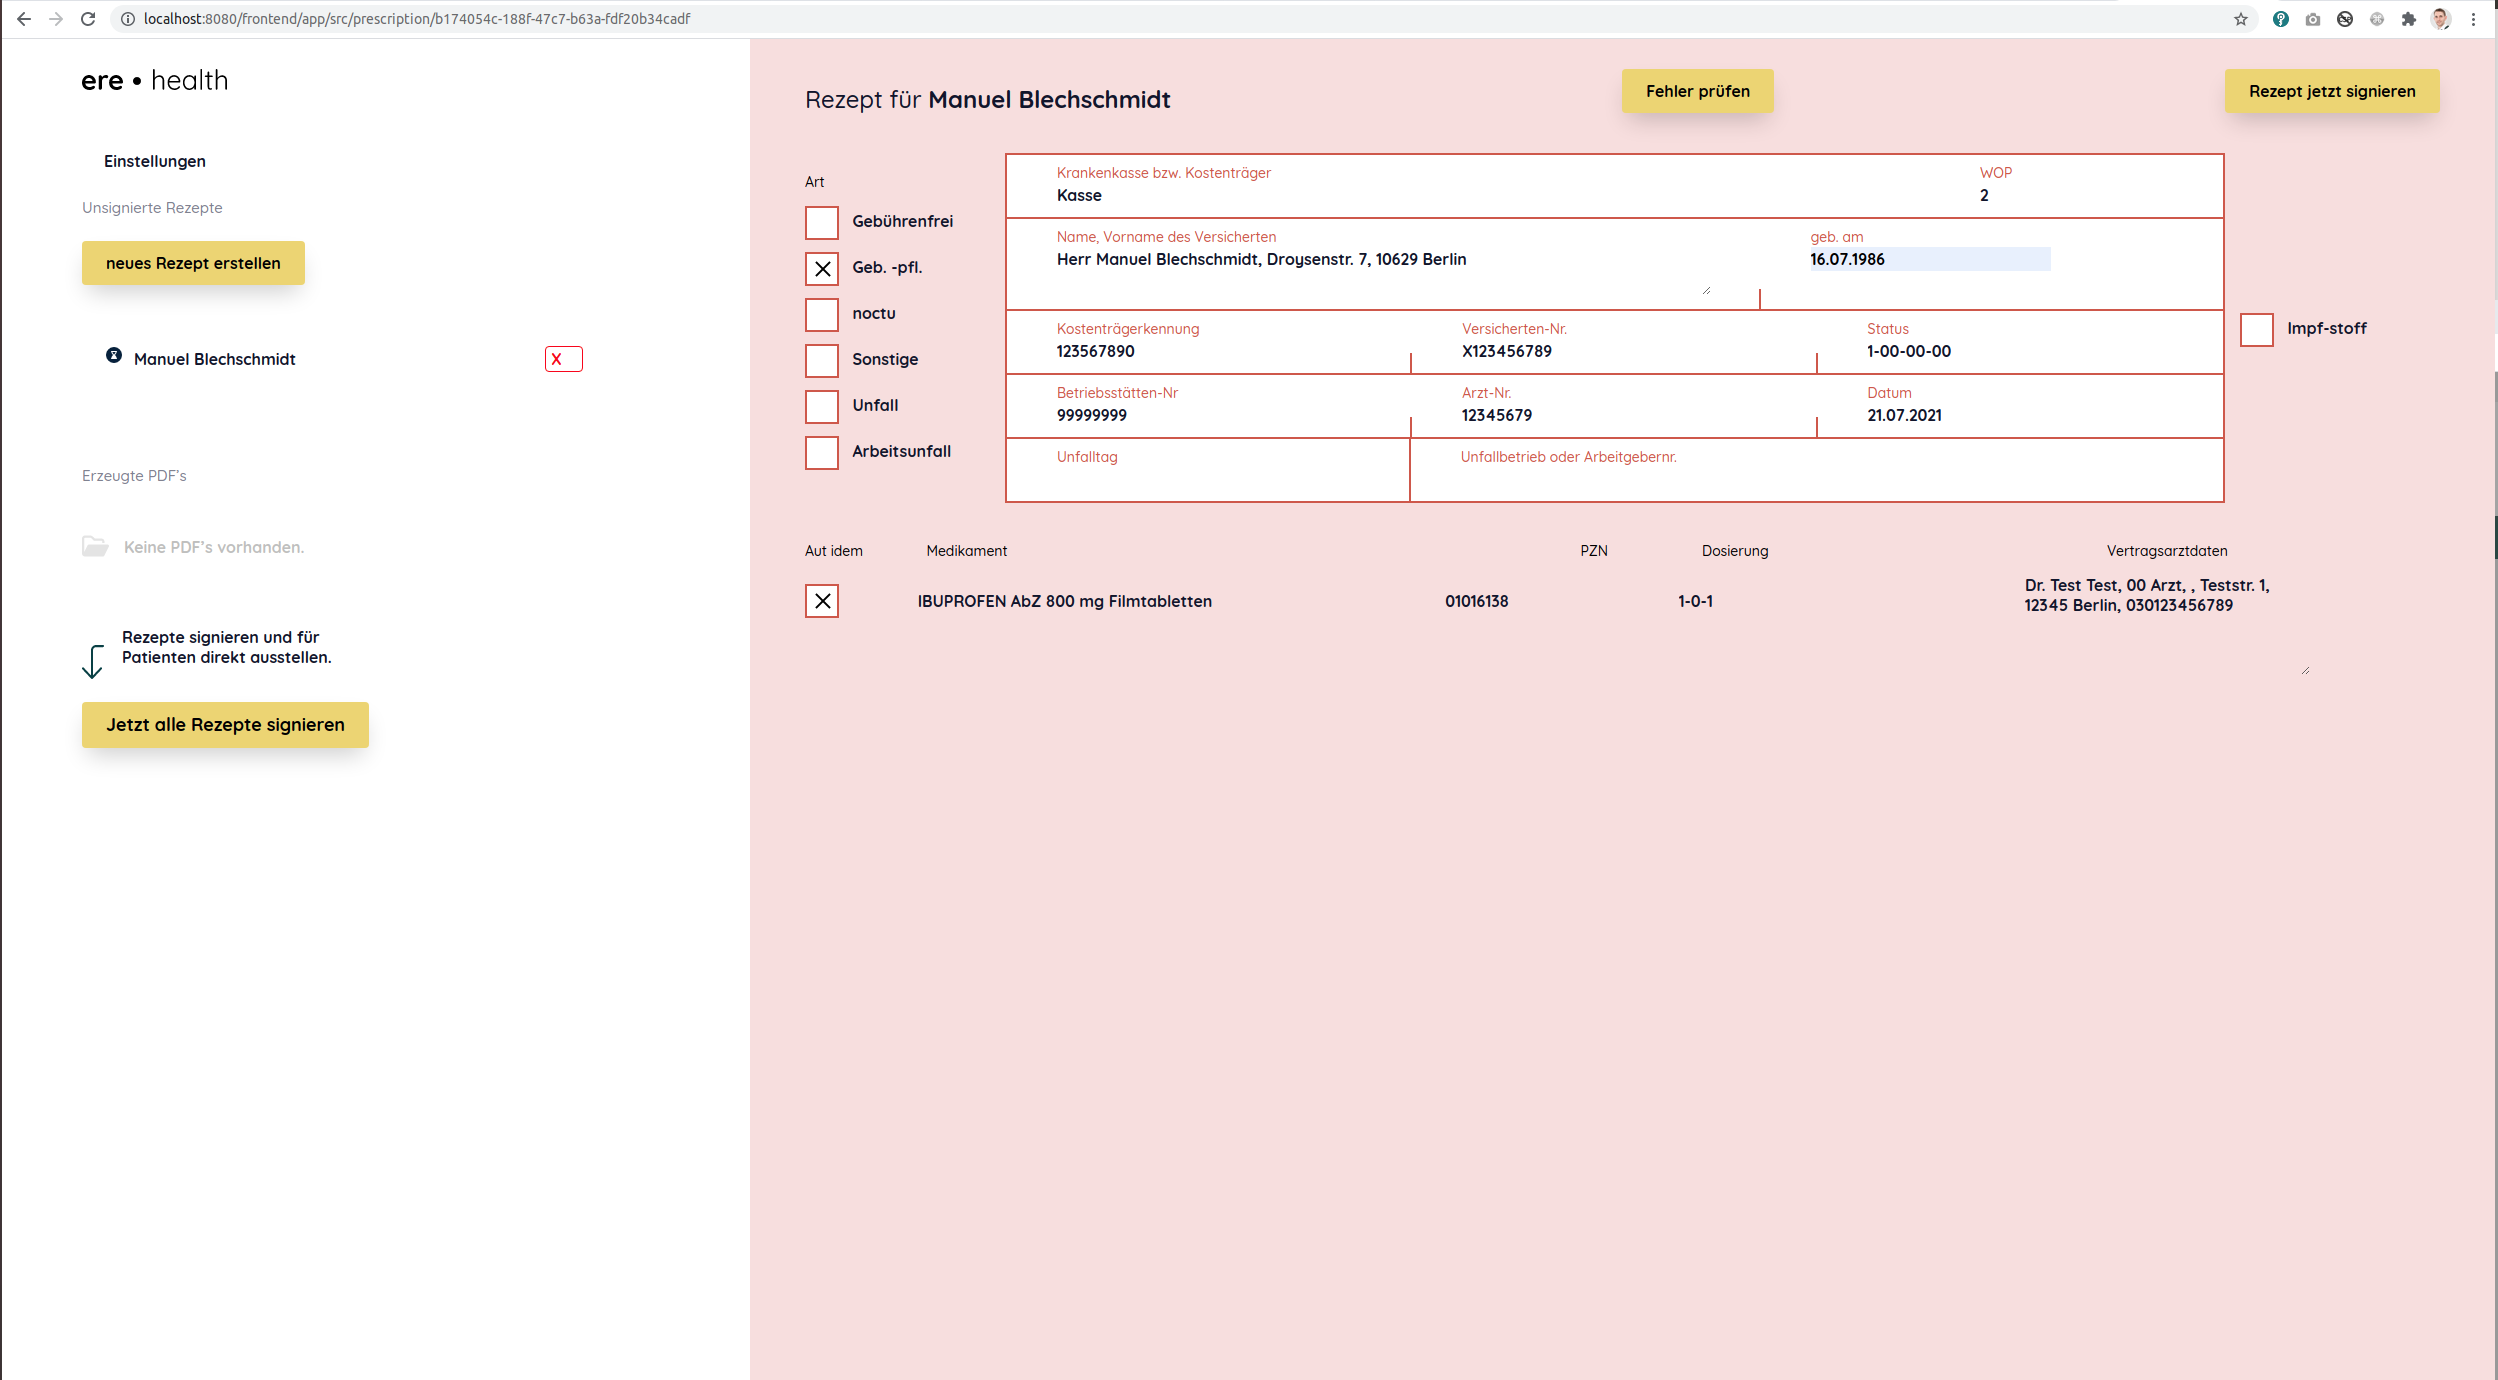 localhost:8080/frontend/app/src/prescription/b174054c-188f-47c7-b63a-fdf20b34cadf
ere • health
Einstellungen
Unsignierte Rezepte
neues Rezept erstellen
Manuel Blechschmidt
X
Erzeugte PDF's
Keine PDF's vorhanden.
Rezepte signieren und für
Patienten direkt ausstellen.
Jetzt alle Rezepte signieren
Rezept für Manuel Blechschmidt
Fehler prüfen
Rezept jetzt signieren
Art
Gebührenfrei
Geb. -pfl.
noctu
Sonstige
Unfall
Arbeitsunfall
Krankenkasse bzw. Kostenträger WOP
Kasse 2
Name, Vorname des Versicherten geb. am
Herr Manuel Blechschmidt, Droysenstr. 7, 10629 Berlin 16.07.1986
Kostenträgerkennung Versicherten-Nr. Status
123567890 X123456789 1-00-00-00
Betriebsstätten-Nr Arzt-Nr. Datum
99999999 12345679 21.07.2021
Unfalltag Unfallbetrieb oder Arbeitgebernr.
Impf-stoff
Aut idem Medikament PZN Dosierung Vertragsarztdaten
IBUPROFEN AbZ 800 mg Filmtabletten 01016138 1-0-1
Dr. Test Test, 00 Arzt, , Teststr. 1,
12345 Berlin, 030123456789